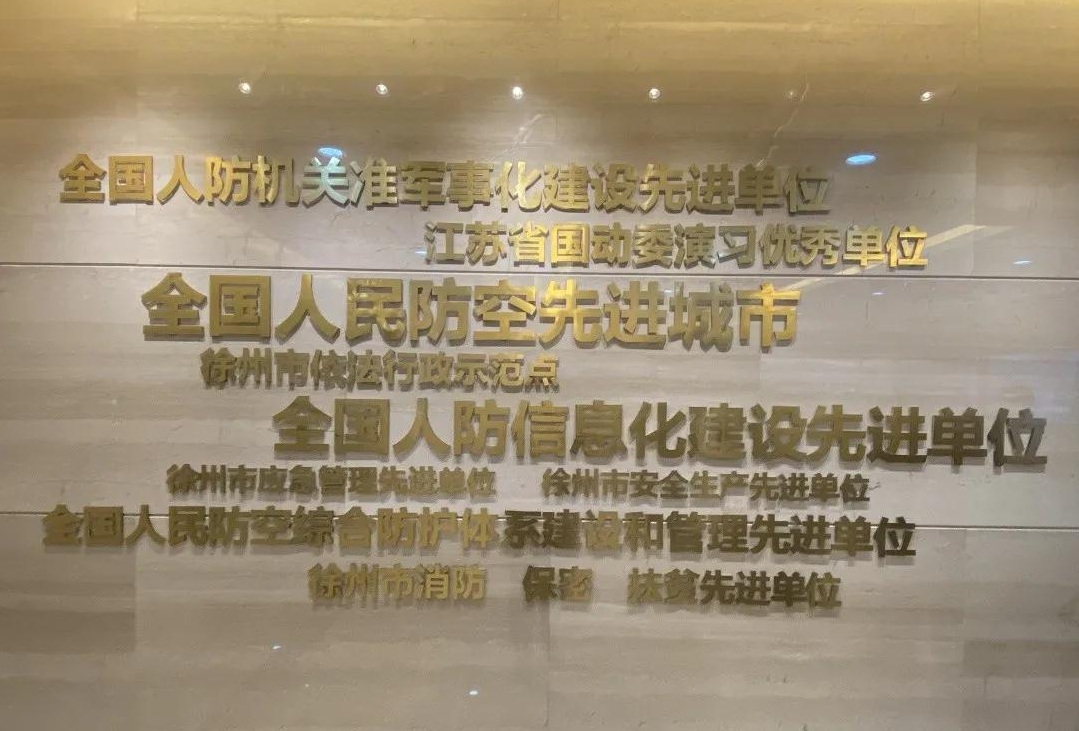 全国人防机关准军事化建设先进单位
江苏省国动委演习优秀单位
全国人民防空先进城市
徐州市依法行政示范点
全国人防信息化建设先进单位
徐州市应急管理先进单位 徐州市安全生产先进单位
全国人民防空综合防护体系建设和管理先进单位
徐州市消防 保密 扶贫先进单位